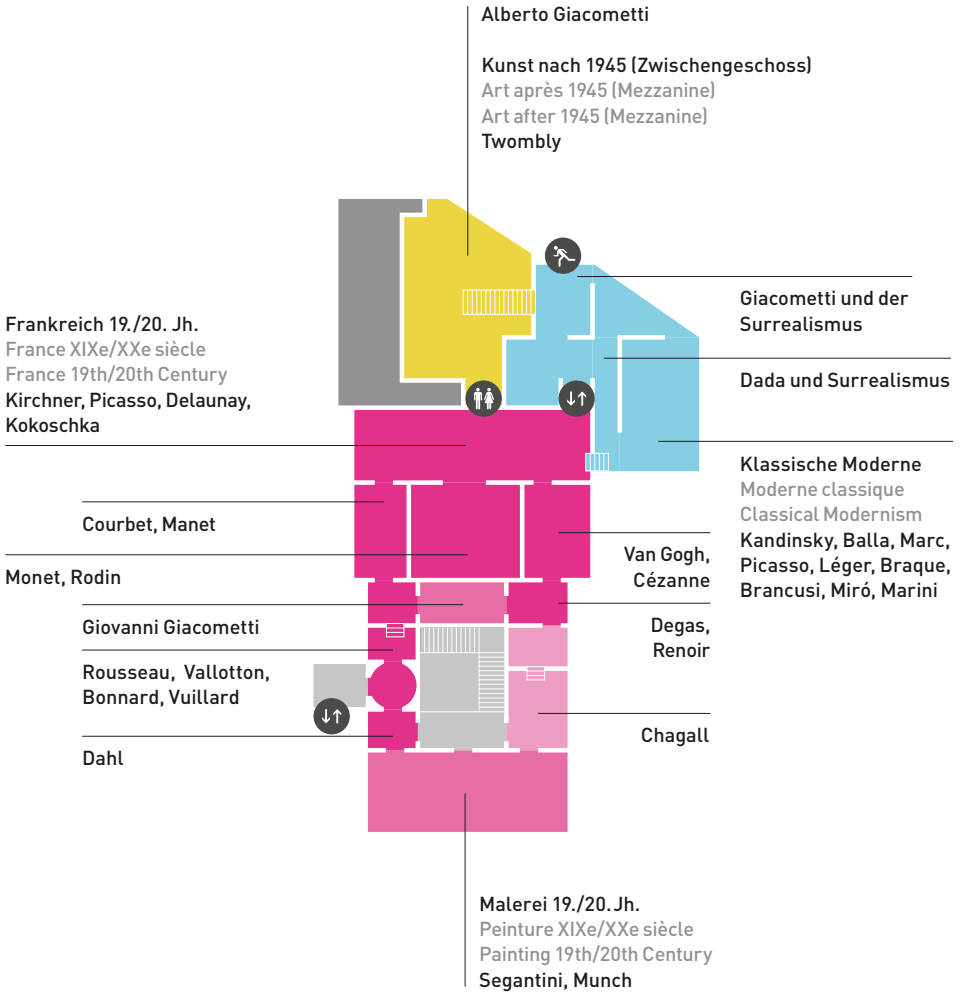 Alberto Giacometti
Kunst nach 1945 (Zwischengeschoss)
Art après 1945 (Mezzanine)
Art after 1945 (Mezzanine)
Twombly
Giacometti und der
Surrealismus
Dada und Surrealismus
Klassische Moderne
Moderne classique
Classical Modernism
Kandinsky, Balla, Marc,
Picasso, Léger, Braque,
Brancusi, Miró, Marini
Frankreich 19./20. Jh.
France XIXe/XXe siècle
France 19th/20th Century
Kirchner, Picasso, Delaunay,
Kokoschka
Courbet, Manet
Monet, Rodin
Giovanni Giacometti
Rousseau, Vallotton,
Bonnard, Vuillard
Dahl
Van Gogh,
Cézanne
Degas,
Renoir
Chagall
Malerei 19./20. Jh.
Peinture XIXe/XXe siècle
Painting 19th/20th Century
Segantini, Munch